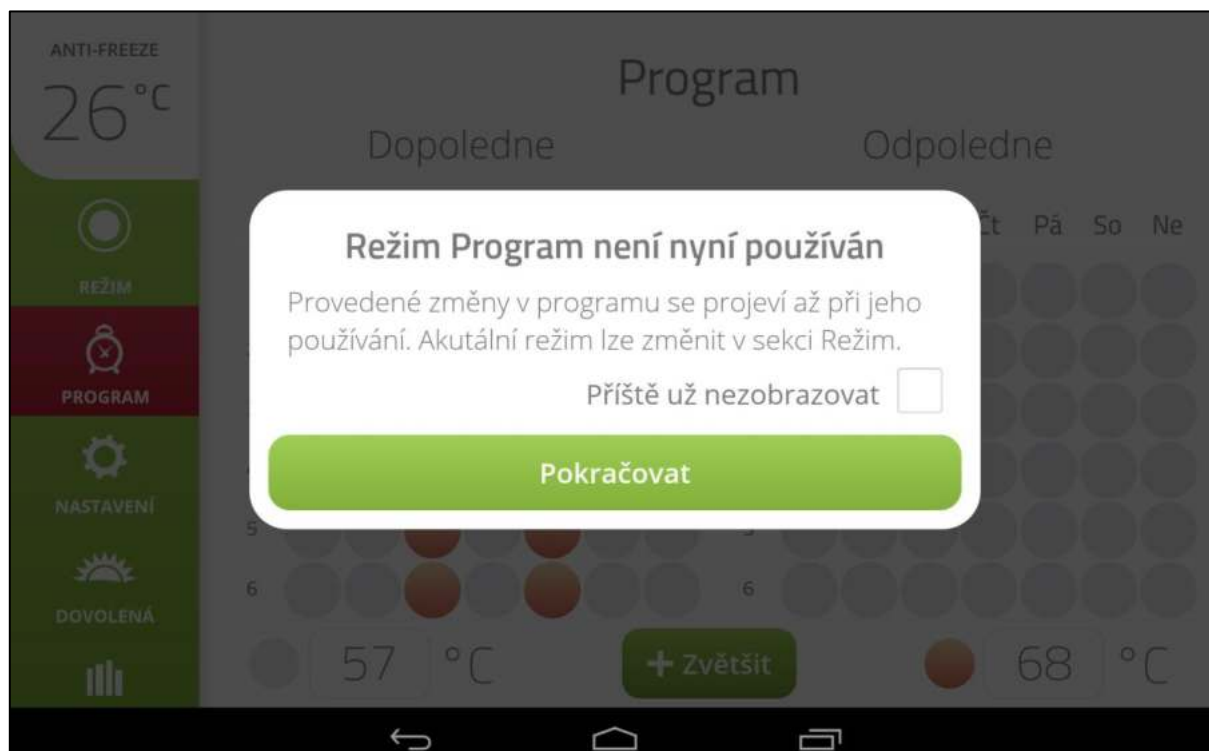 ANTI-FREEZE
26 °C
Program
Dopoledne
Odpoledne
Čt Pá So Ne
REŽIM
Režim Program není nyní používán
Provedené změny v programu se projeví až při jeho
používání. Akutální režim lze změnit v sekci Režim.
Příště už nezobrazovat
PROGRAM
Pokračovat
NASTAVENÍ
5
6
6
DOVOLENÁ
57 °C
+ Zvětšit
68 °C